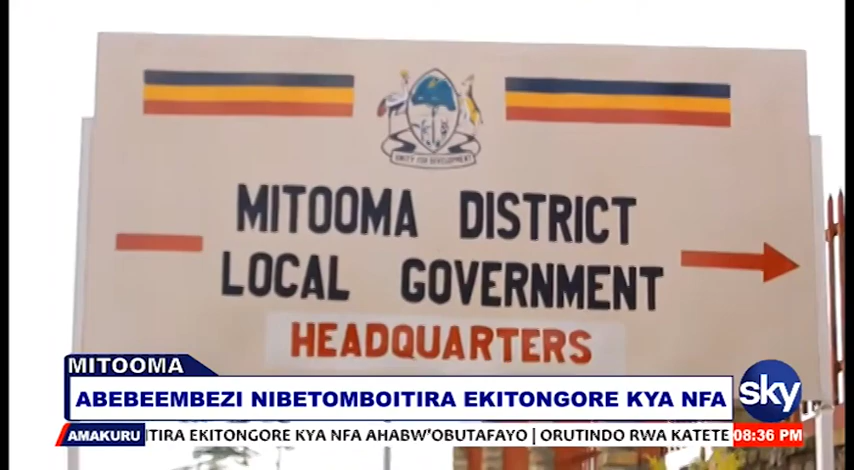 UNITY FOR DEVELOPMENT
MITOOMA DISTRICT
LOCAL GOVERNMENT
HEADQUARTERS
MITOOMA
ABEBEEMBEZI NIBETOMBOITIRA EKITONGORE KYA NFA
sky
AMAKURU ITIRA EKITONGORE KYA NFA AHABW'OBUTAFAYO | ORUTINDO RWA KATETE 08:36 PM